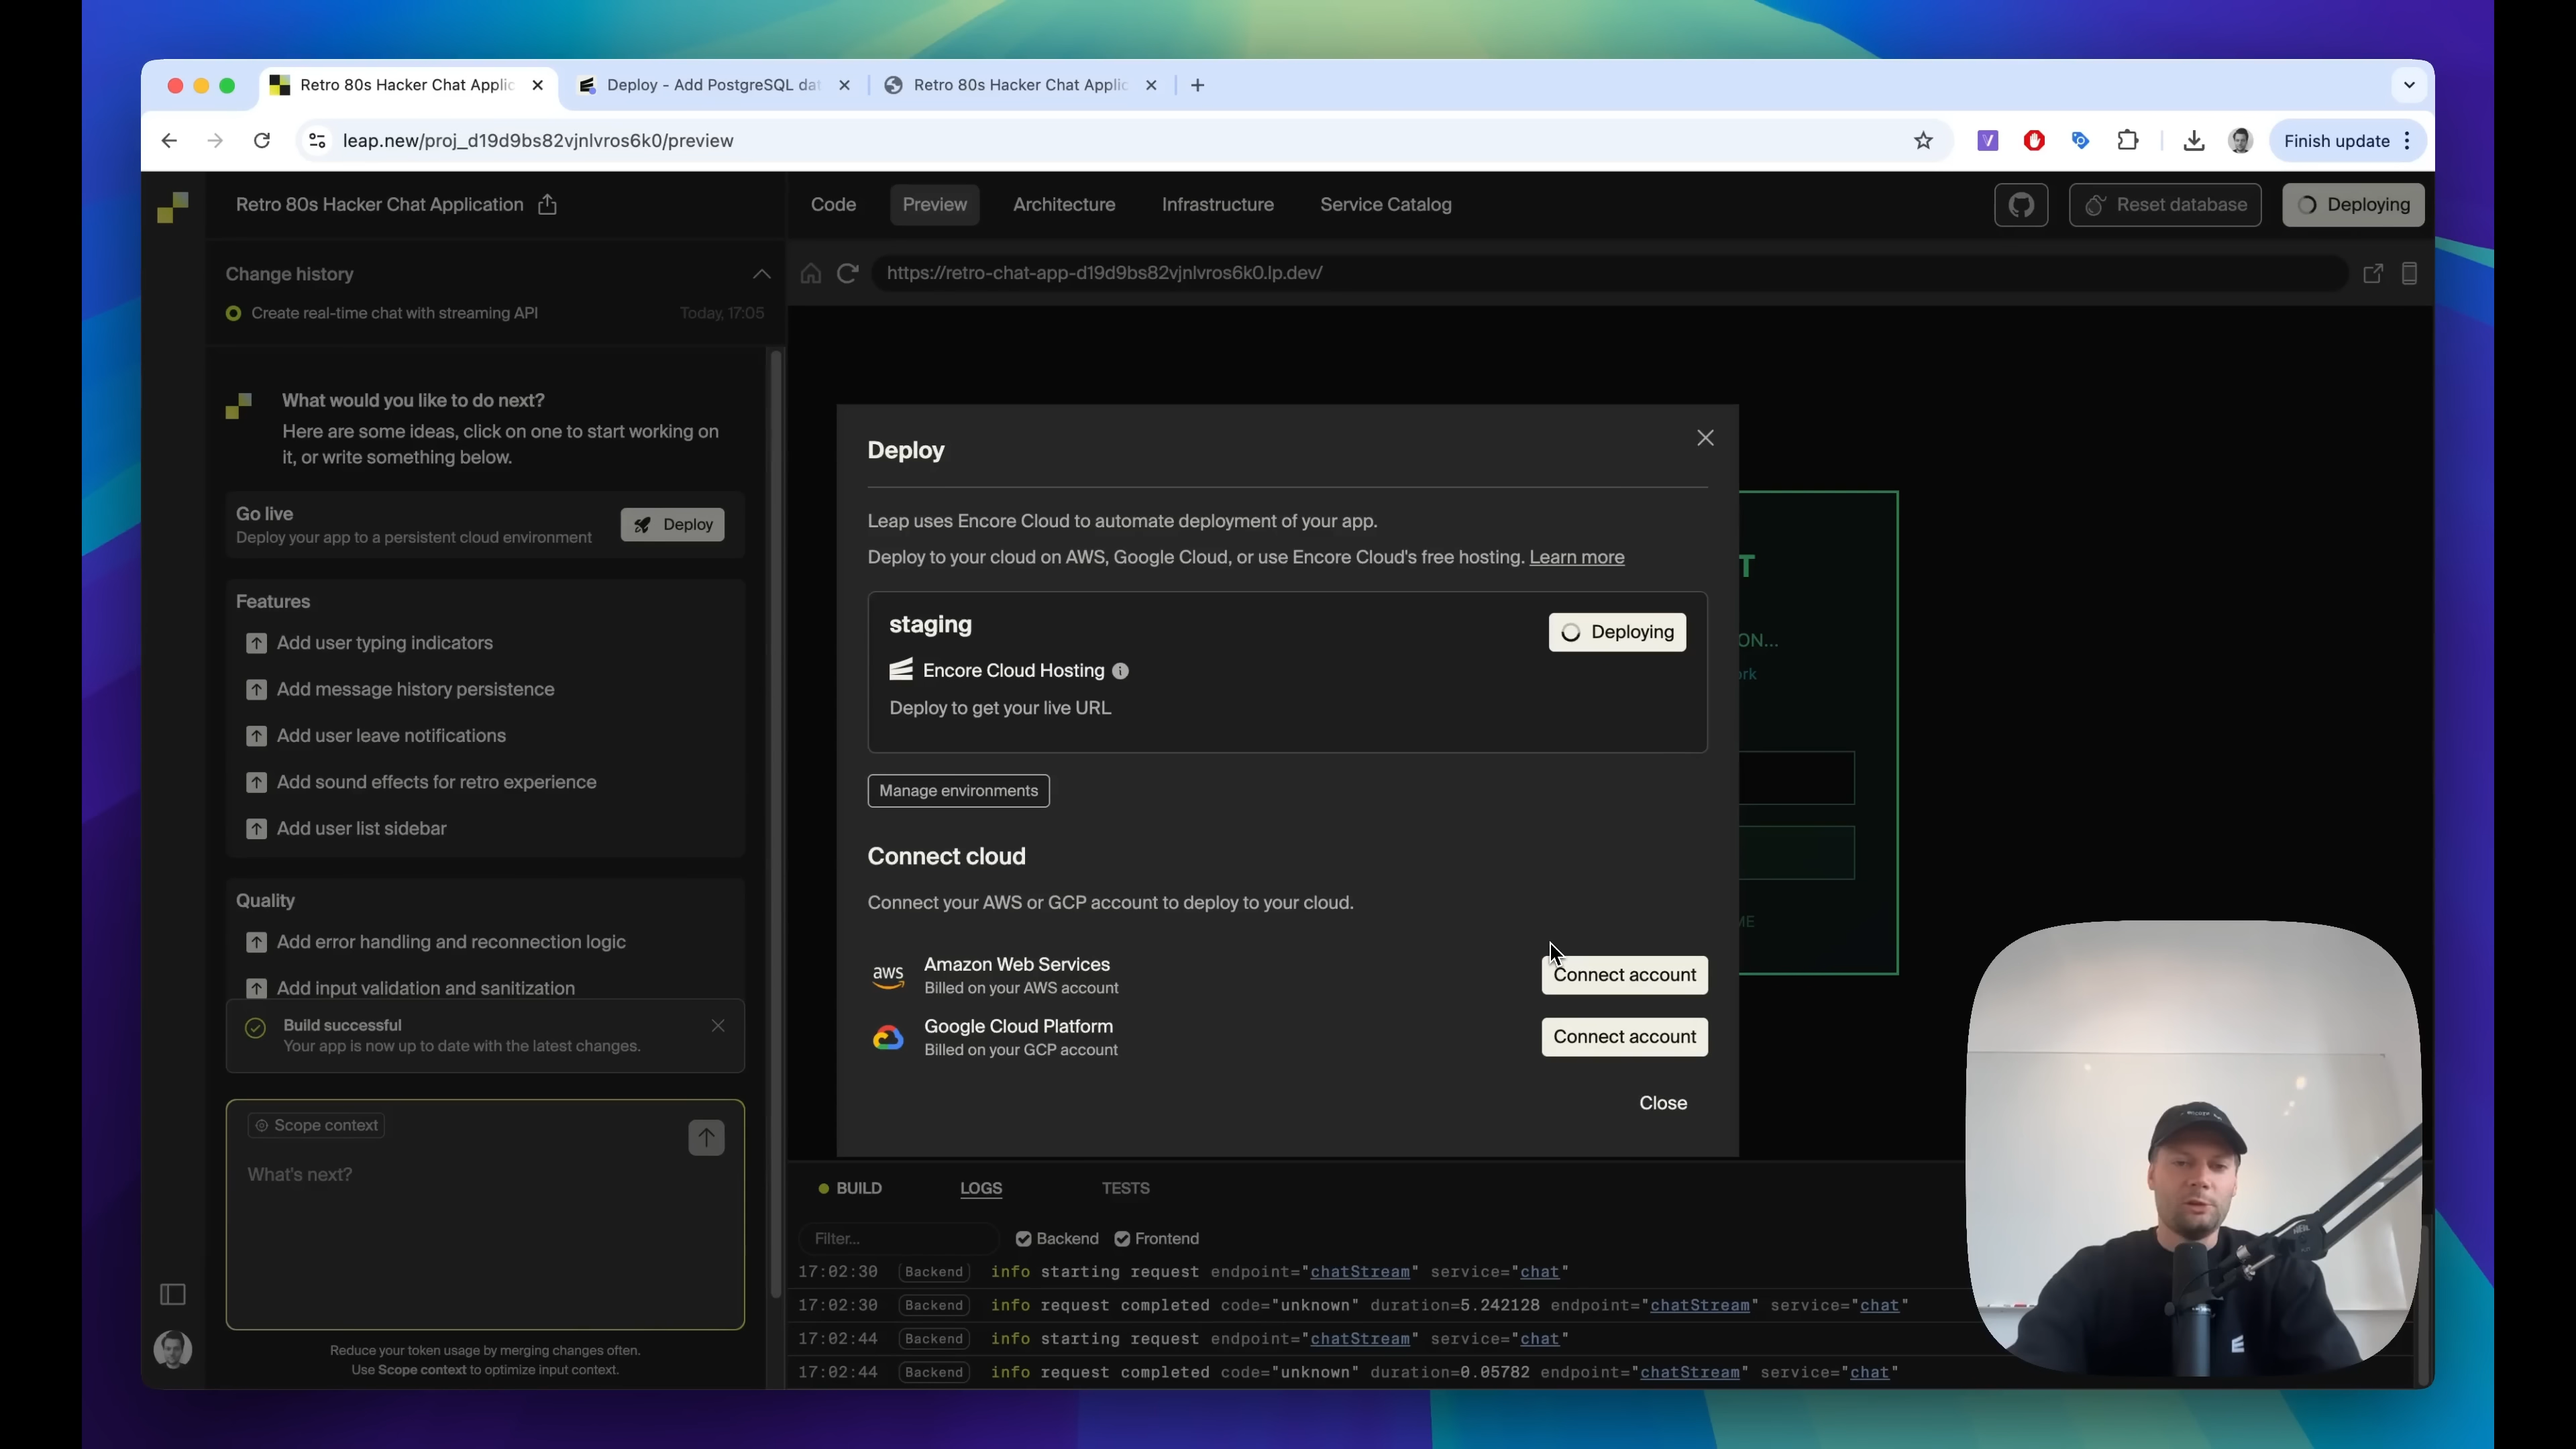 Retro 80s Hacker Chat Applic
Deploy - Add PostgreSQL dat
Retro 80s Hacker Chat Applic
leap.new/proj_d19d9bs82vjnlvros6k0/preview
Finish update
Retro 80s Hacker Chat Application
Code
Preview
Architecture
Infrastructure
Service Catalog
Reset database
Deploying
Change history
Create real-time chat with streaming API
Today, 17:05
https://retro-chat-app-d19d9bs82vjnlvros6k0.lp.dev/
What would you like to do next?
Here are some ideas, click on one to start working on
it, or write something below.
Go live
Deploy your app to a persistent cloud environment
Deploy
Features
Add user typing indicators
Add message history persistence
Add user leave notifications
Add sound effects for retro experience
Add user list sidebar
Quality
Add error handling and reconnection logic
Add input validation and sanitization
Build successful
Your app is now up to date with the latest changes.
Scope context
What's next?
Reduce your token usage by merging changes often.
Use Scope context to optimize input context.
Deploy
Leap uses Encore Cloud to automate deployment of your app.
Deploy to your cloud on AWS, Google Cloud, or use Encore Cloud's free hosting. Learn more
staging
Deploying
Encore Cloud Hosting
Deploy to get your live URL
Manage environments
Connect cloud
Connect your AWS or GCP account to deploy to your cloud.
aws
Amazon Web Services
Billed on your AWS account
Connect account
Google Cloud Platform
Billed on your GCP account
Connect account
Close
T
ON...
ork
ME
BUILD
LOGS
TESTS
Filter...
Backend
Frontend
17:02:30 Backend info starting request endpoint="chatStream" service="chat"
17:02:30 Backend info request completed code="unknown" duration=5.242128 endpoint="chatStream" service="chat"
17:02:44 Backend info starting request endpoint="chatStream" service="chat"
17:02:44 Backend info request completed code="unknown" duration=0.05782 endpoint="chatStream" service="chat"